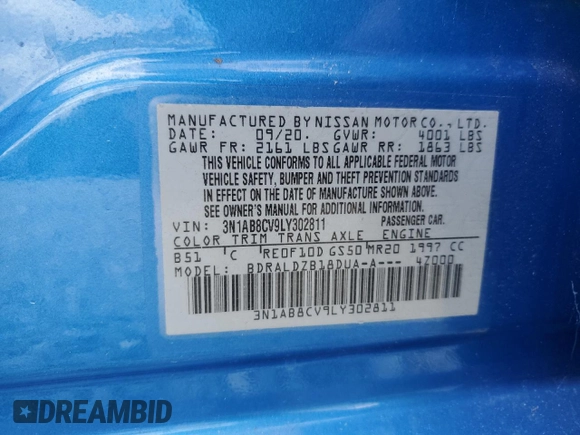 MANUFACTURED BY NISSAN MOTOR CO., LTD.
DATE: 09/20. GVWR: 4001 LBS
GAWR FR: 2161 LBS GAWR RR: 1863 LBS
THIS VEHICLE CONFORMS TO ALL APPLICABLE FEDERAL MOTOR
VEHICLE SAFETY, BUMPER AND THEFT PREVENTION STANDARDS
IN EFFECT ON THE DATE OF MANUFACTURE SHOWN ABOVE.
SEE OWNER'S MANUAL FOR ADDITIONAL INFORMATION.
VIN: 3N1AB8CV9LY302811 PASSENGER CAR.
COLOR TRIM TRANS AXLE ENGINE
B51 C RE0F10D GS50 MR20 1997 CC
MODEL: BDRALDZB18DUA-A--- 47000
3N1AB8CV9LY302811
DREAMBID